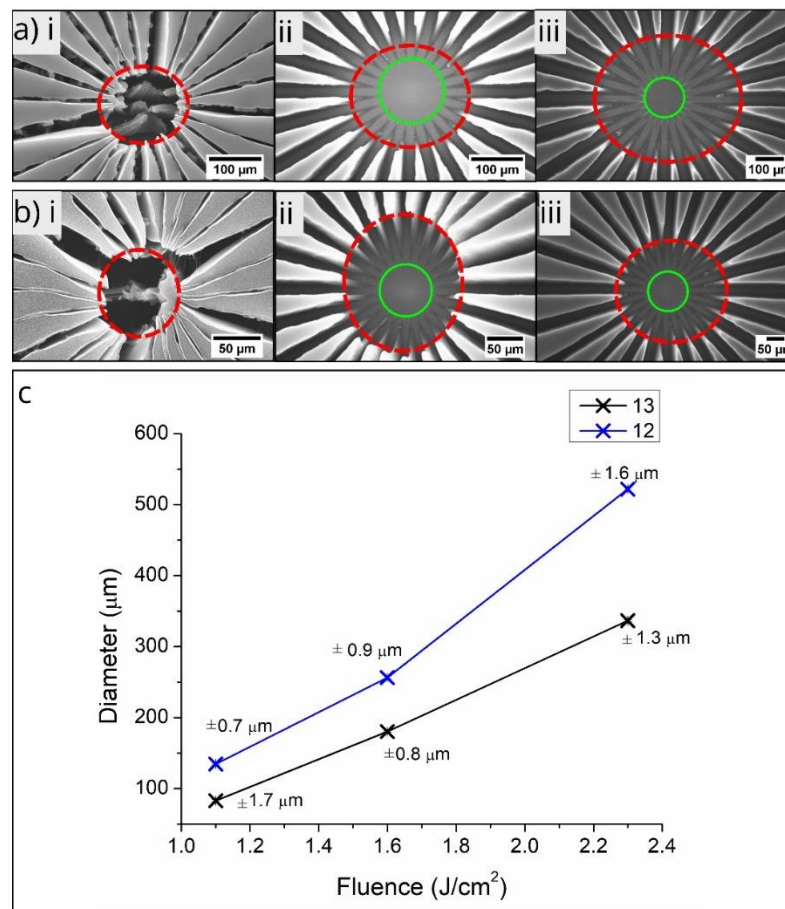 a) i
ii
iii
100 µm
100 µm
100 µm
b) i
ii
iii
50 µm
50 µm
50 µm
c
13
12
600
500
400
300
200
100
Diameter (µm)
± 1.6 µm
± 0.9 µm
± 1.3 µm
±0.7 µm
±0.8 µm
±1.7 µm
1.0 1.2 1.4 1.6 1.8 2.0 2.2 2.4
Fluence (J/cm²)